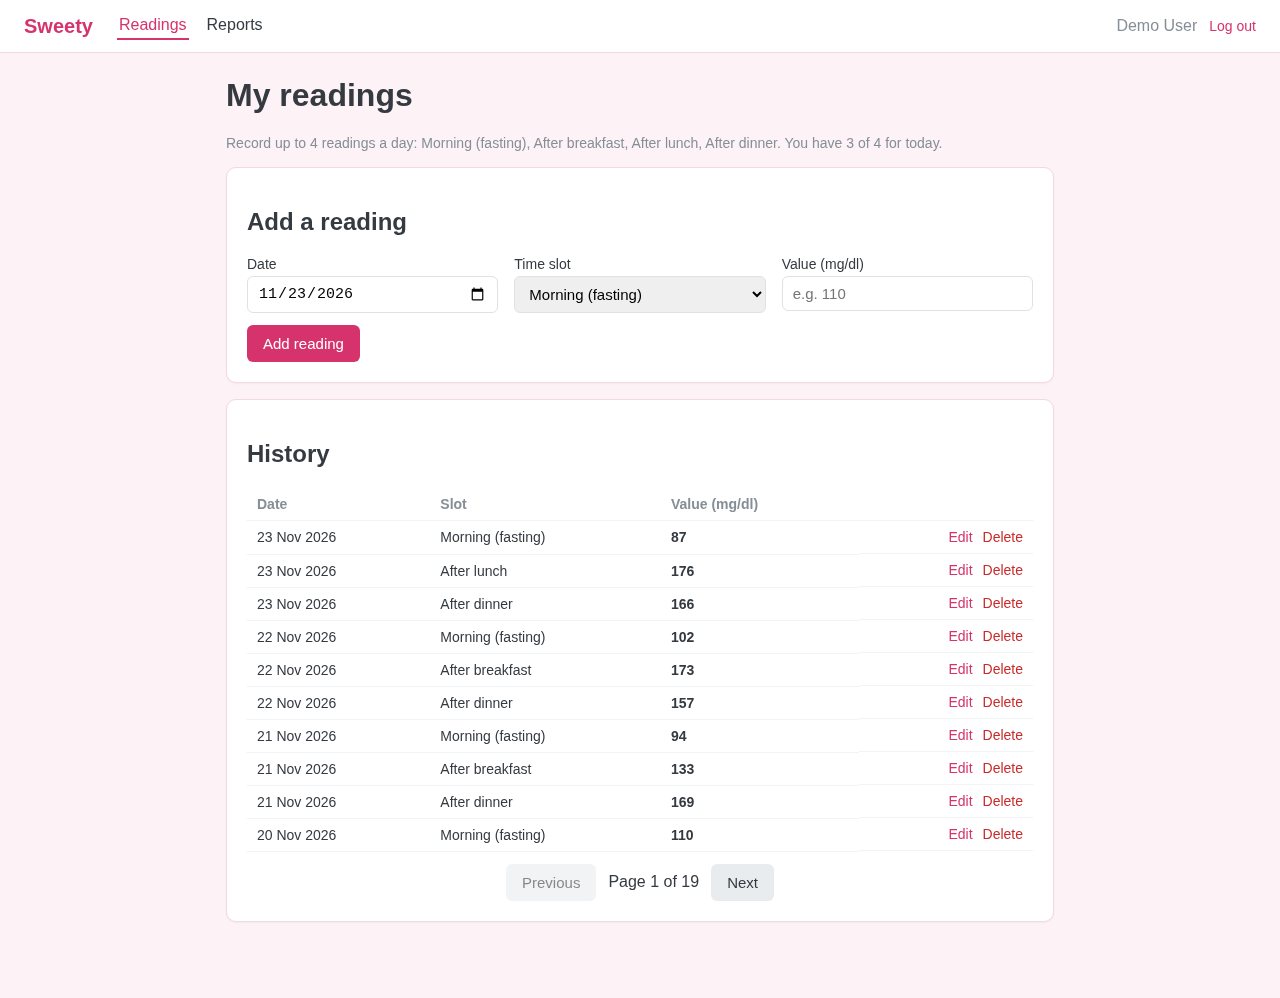 Sweety Readings Reports Demo User Log out
My readings
Record up to 4 readings a day: Morning (fasting), After breakfast, After lunch, After dinner. You have 3 of 4 for today.
Add a reading
Date Time slot Value (mg/dl)
11/23/2026 Morning (fasting) e.g. 110
Add reading
History
Date Slot Value (mg/dl)
23 Nov 2026 Morning (fasting) 87 Edit Delete
23 Nov 2026 After lunch 176 Edit Delete
23 Nov 2026 After dinner 166 Edit Delete
22 Nov 2026 Morning (fasting) 102 Edit Delete
22 Nov 2026 After breakfast 173 Edit Delete
22 Nov 2026 After dinner 157 Edit Delete
21 Nov 2026 Morning (fasting) 94 Edit Delete
21 Nov 2026 After breakfast 133 Edit Delete
21 Nov 2026 After dinner 169 Edit Delete
20 Nov 2026 Morning (fasting) 110 Edit Delete
Previous Page 1 of 19 Next